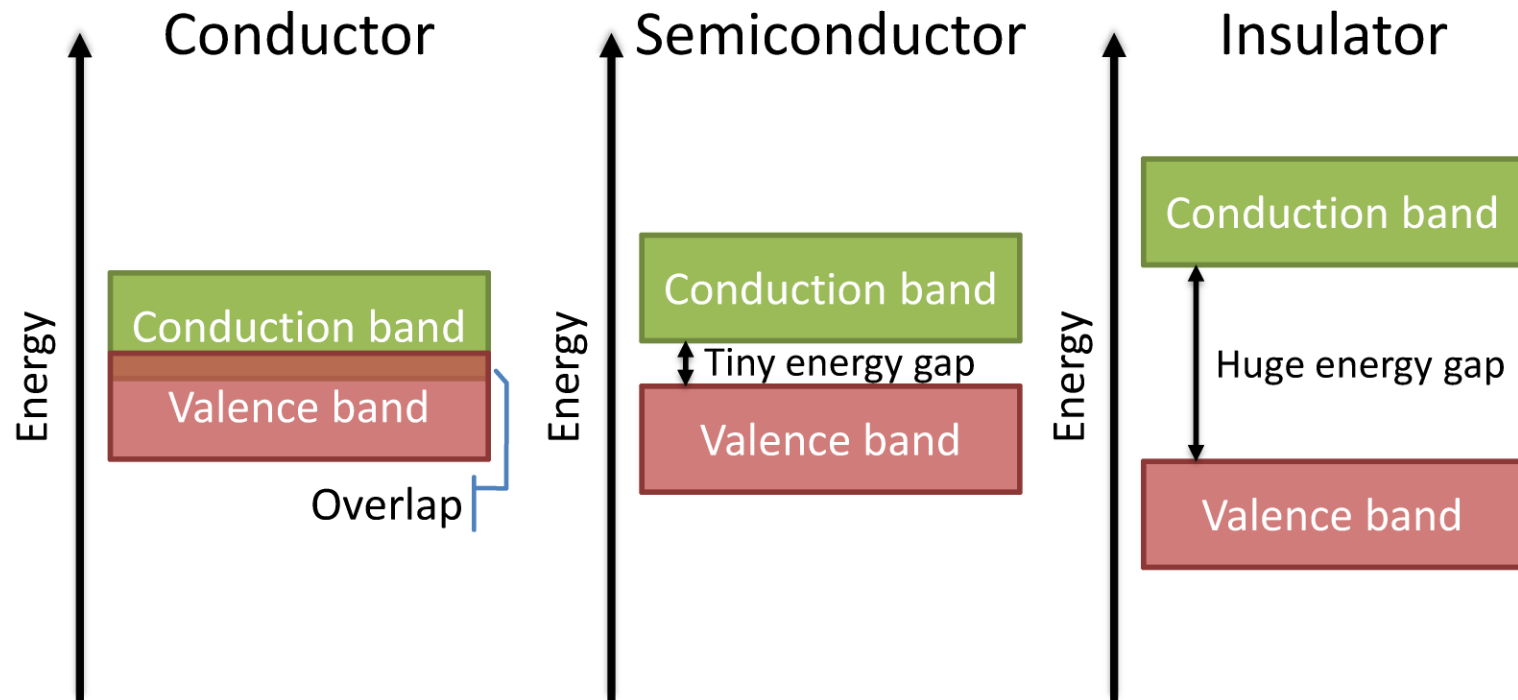 Conductor
Energy
Conduction band
Valence band
Overlap
Semiconductor
Energy
Conduction band
Tiny energy gap
Valence band
Insulator
Energy
Conduction band
Huge energy gap
Valence band